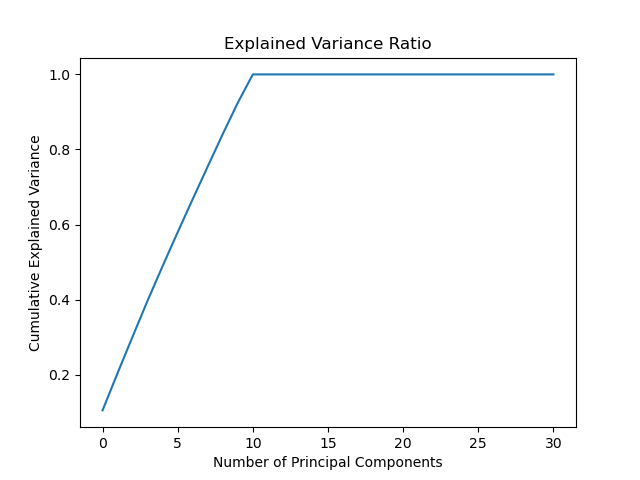 Explained Variance Ratio
Cumulative Explained Variance
1.0
0.8
0.6
0.4
0.2
0 5 10 15 20 25 30
Number of Principal Components